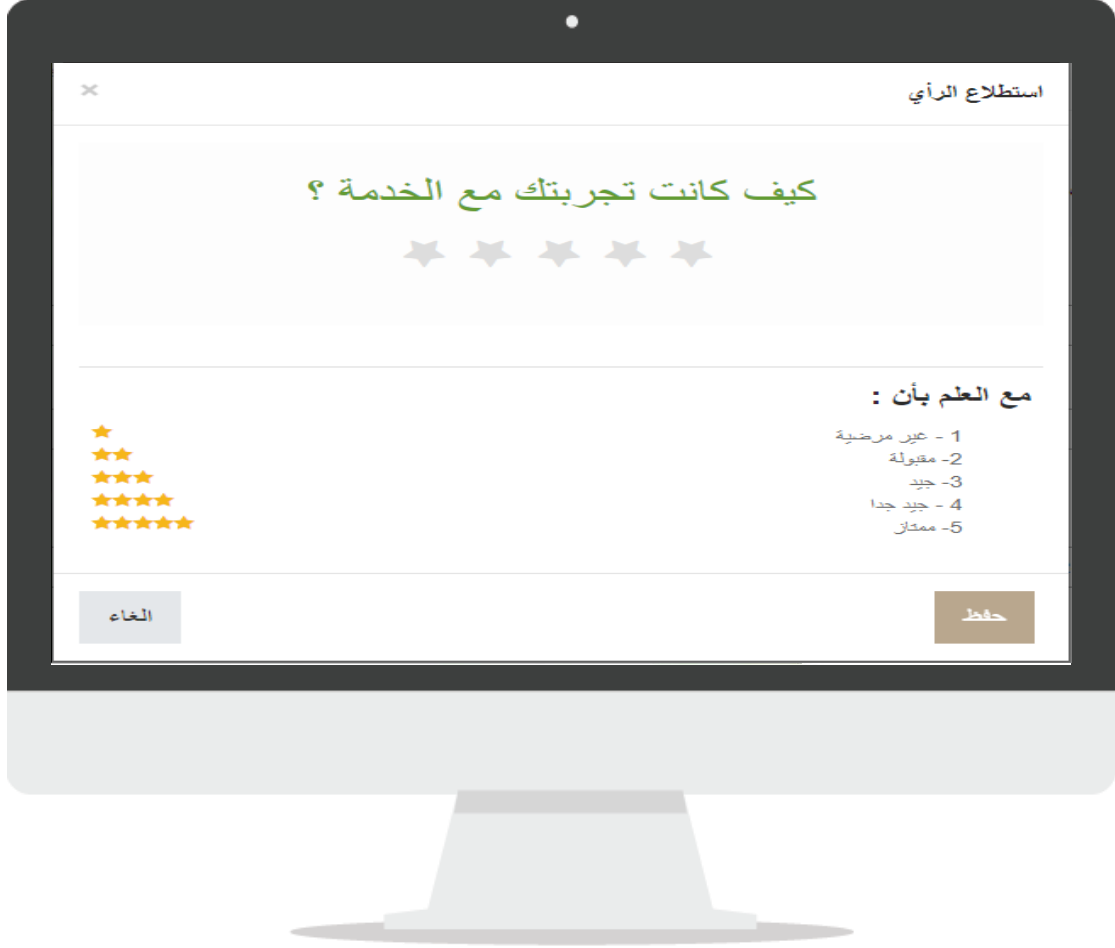 استطلاع الرأي ×
كيف كانت تجربتك مع الخدمة ؟
مع العلم بأن :
1 - غير مرضية
2- مقبولة
3- جيد
4 - جيد جدا
5- ممتاز
حفظ
الغاء